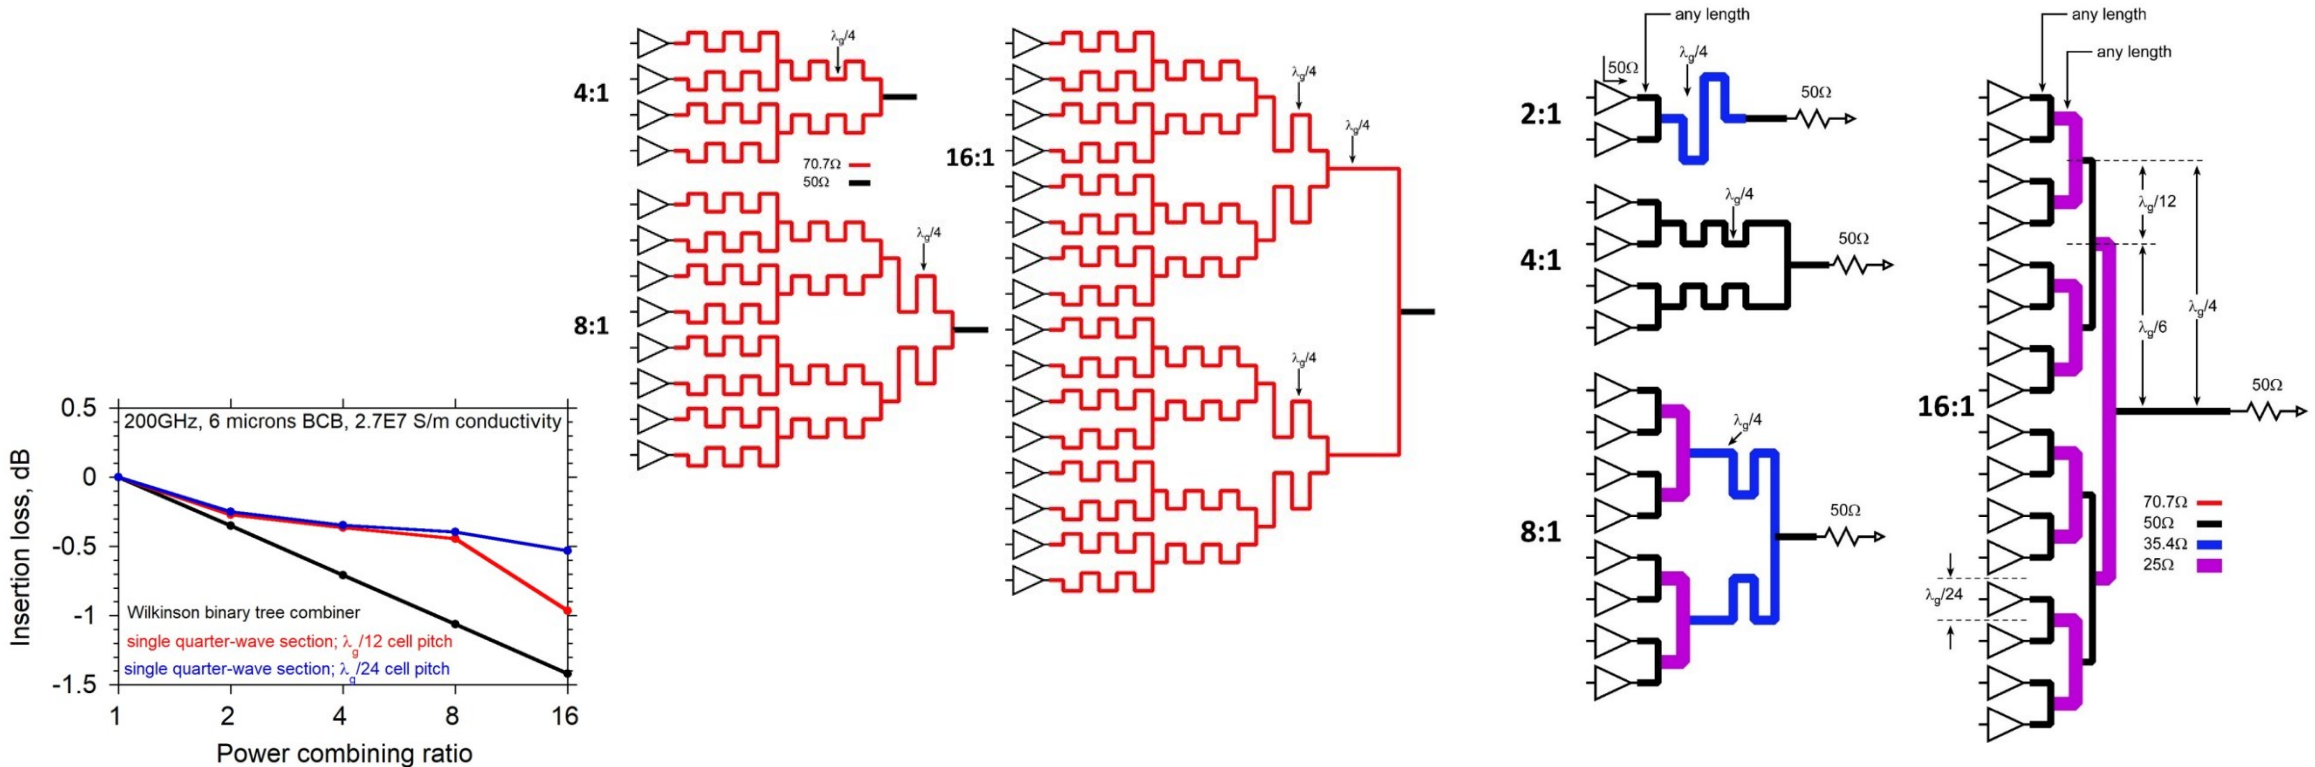 0.5
0
-0.5
-1
-1.5
Insertion loss, dB
200GHz, 6 microns BCB, 2.7E7 S/m conductivity
Wilkinson binary tree combiner
single quarter-wave section; λg/12 cell pitch
single quarter-wave section; λg/24 cell pitch
1 2 4 8 16
Power combining ratio
4:1
λg/4
70.7Ω
50Ω
8:1
λg/4
16:1
λg/4
λg/4
λg/4
any length
50Ω
λg/4
2:1
50Ω
λg/4
4:1
50Ω
λg/4
8:1
50Ω
any length
any length
λg/12
λg/6
λg/4
16:1
50Ω
70.7Ω
50Ω
35.4Ω
25Ω
λg/24